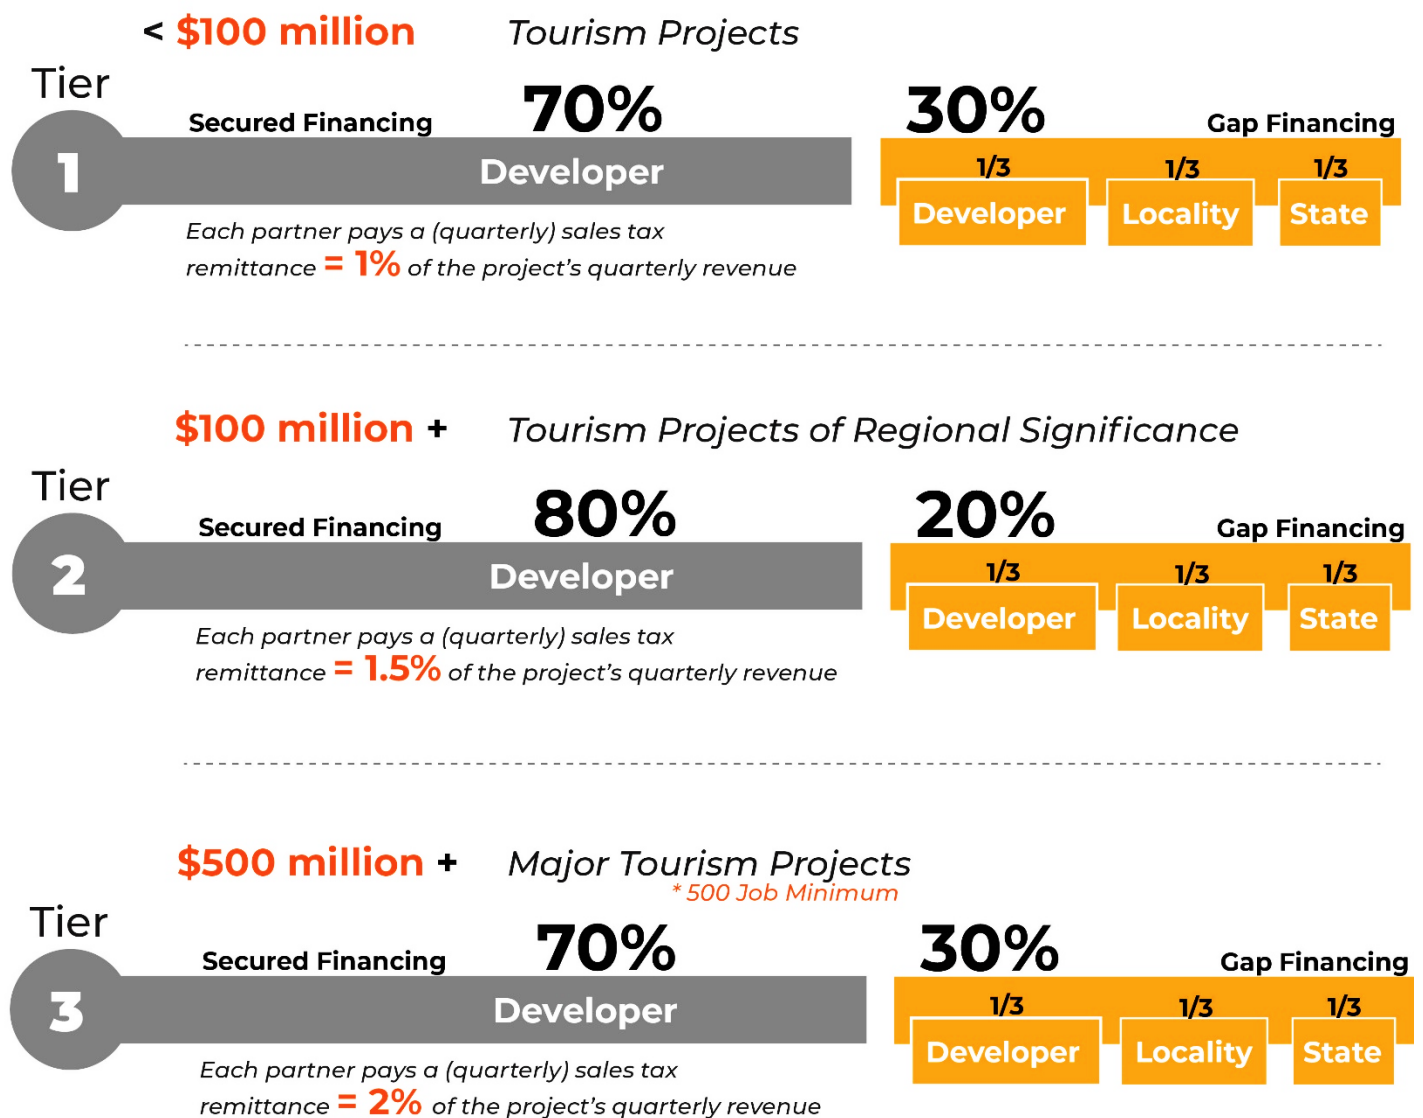 < $100 million Tourism Projects
Tier
1
Secured Financing 70% 30% Gap Financing
Developer
1/3 1/3 1/3
Developer Locality State
Each partner pays a (quarterly) sales tax
remittance = 1% of the project's quarterly revenue
$100 million + Tourism Projects of Regional Significance
Tier
2
Secured Financing 80% 20% Gap Financing
Developer
1/3 1/3 1/3
Developer Locality State
Each partner pays a (quarterly) sales tax
remittance = 1.5% of the project's quarterly revenue
$500 million + Major Tourism Projects
* 500 Job Minimum
Tier
3
Secured Financing 70% 30% Gap Financing
Developer
1/3 1/3 1/3
Developer Locality State
Each partner pays a (quarterly) sales tax
remittance = 2% of the project's quarterly revenue